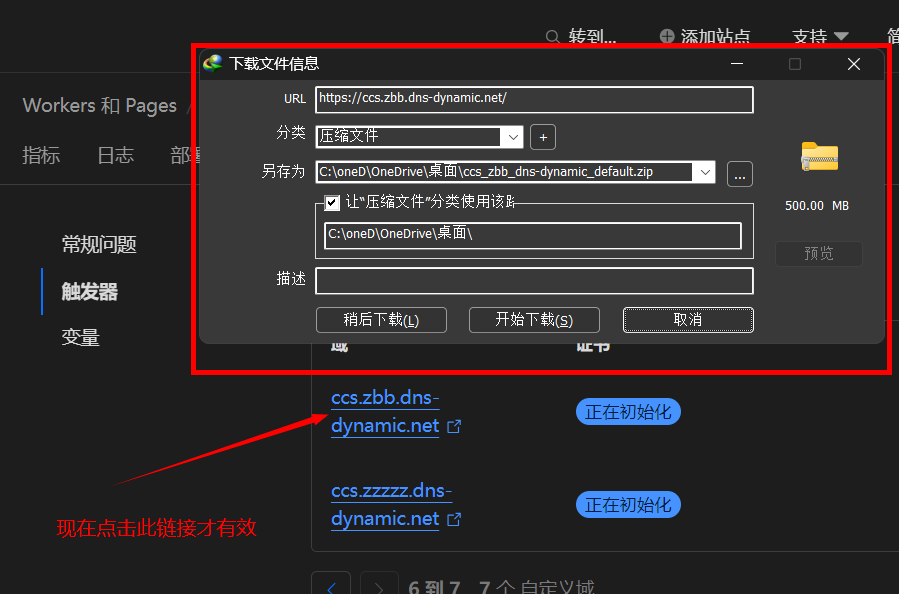 转到... 添加站点 支持 简
Workers 和 Pages /
指标 日志 部署
下载文件信息
URL https://ccs.zbb.dns-dynamic.net/
分类 压缩文件 +
另存为 C:\oneD\OneDrive\桌面\ccs_zbb_dns-dynamic_default.zip ...
让“压缩文件”分类使用该路
C:\oneD\OneDrive\桌面\
500.00 MB
预览
描述
稍后下载(L) 开始下载(S) 取消
常规问题
触发器
变量
域 证书
ccs.zbb.dns-
dynamic.net 正在初始化
ccs.zzzzz.dns-
dynamic.net 正在初始化
现在点击此链接才有效
6 到 7，7 个 自定义域